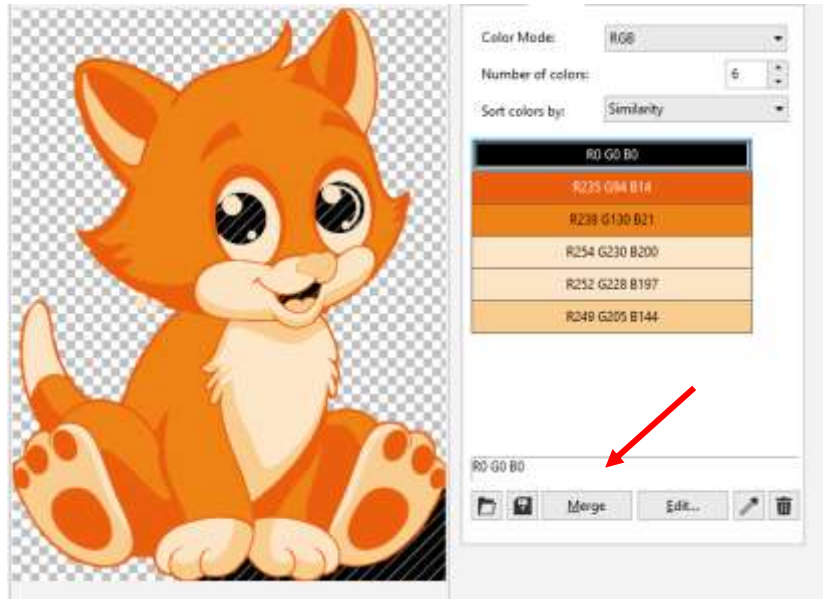 Color Mode: RGB
Number of colors: 6
Sort colors by: Similarity
R0 G0 B0
R235 G94 B14
R238 G130 B21
R254 G230 B200
R252 G228 B197
R249 G205 B144
R0 G0 B0
Merge Edit...